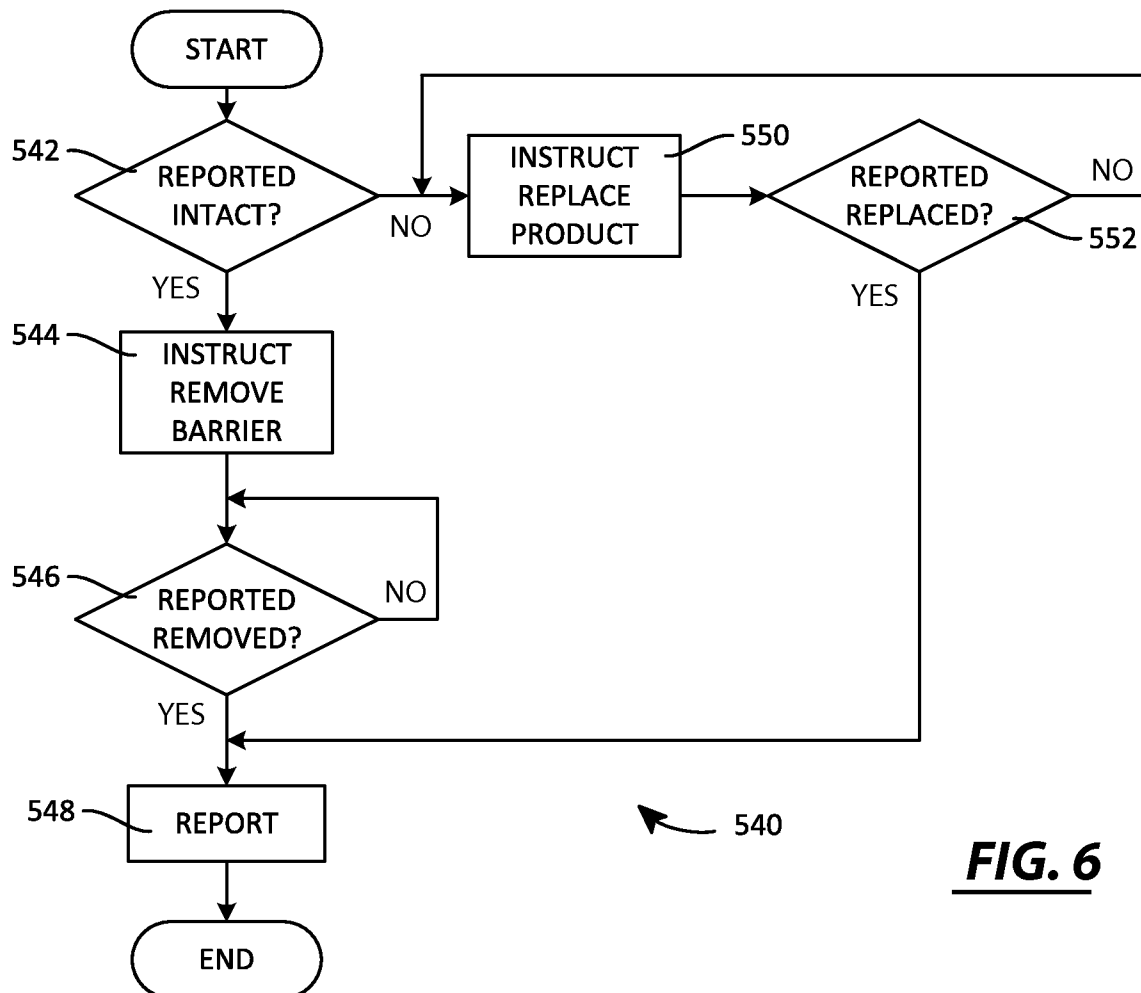 START
542
REPORTED
INTACT?
NO
YES
INSTRUCT
REPLACE
PRODUCT
550
REPORTED
REPLACED?
NO
552
YES
544
INSTRUCT
REMOVE
BARRIER
546
REPORTED
REMOVED?
NO
YES
548
REPORT
540
FIG. 6
END